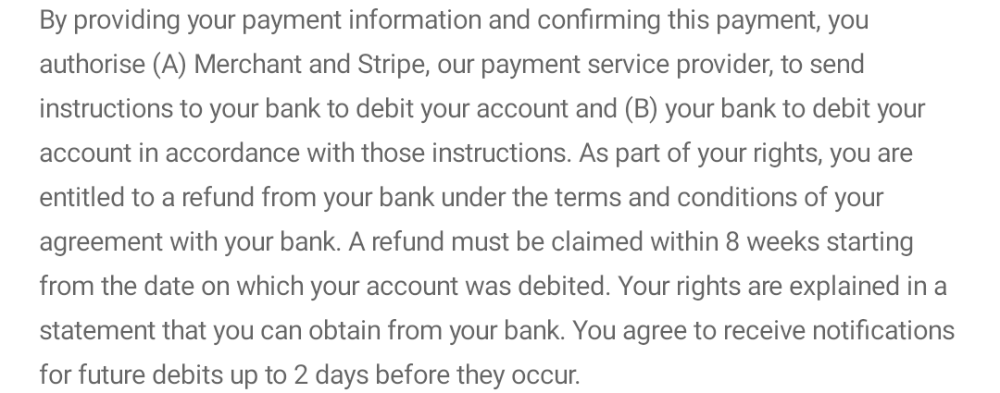 By providing your payment information and confirming this payment, you
authorise (A) Merchant and Stripe, our payment service provider, to send
instructions to your bank to debit your account and (B) your bank to debit your
account in accordance with those instructions. As part of your rights, you are
entitled to a refund from your bank under the terms and conditions of your
agreement with your bank. A refund must be claimed within 8 weeks starting
from the date on which your account was debited. Your rights are explained in a
statement that you can obtain from your bank. You agree to receive notifications
for future debits up to 2 days before they occur.